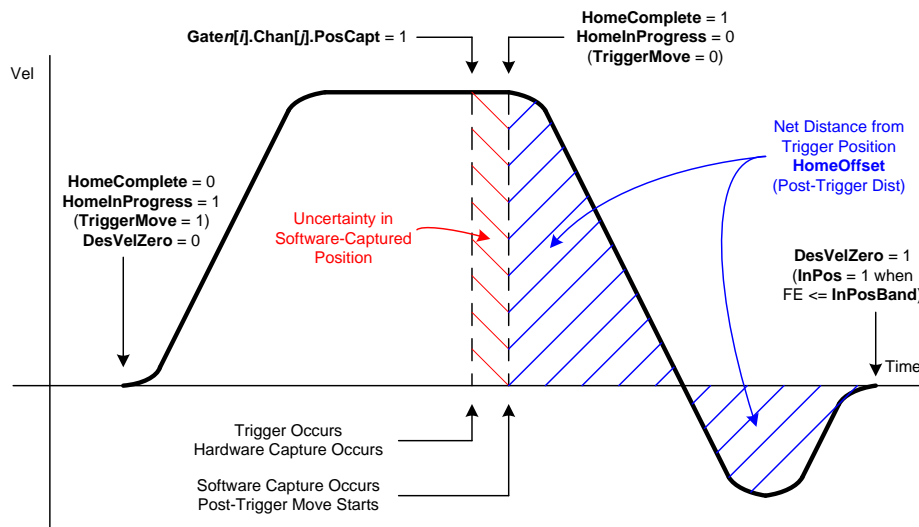 Gaten[i].Chan[j].PosCapt = 1
HomeComplete = 1
HomeInProgress = 0
(TriggerMove = 0)
Vel
Net Distance from
Trigger Position
HomeOffset
(Post-Trigger Dist)
HomeComplete = 0
HomeInProgress = 1
(TriggerMove = 1)
DesVelZero = 0
Uncertainty in
Software-Captured
Position
DesVelZero = 1
(InPos = 1 when
FE <= InPosBand)
Time
Trigger Occurs
Hardware Capture Occurs
Software Capture Occurs
Post-Trigger Move Starts